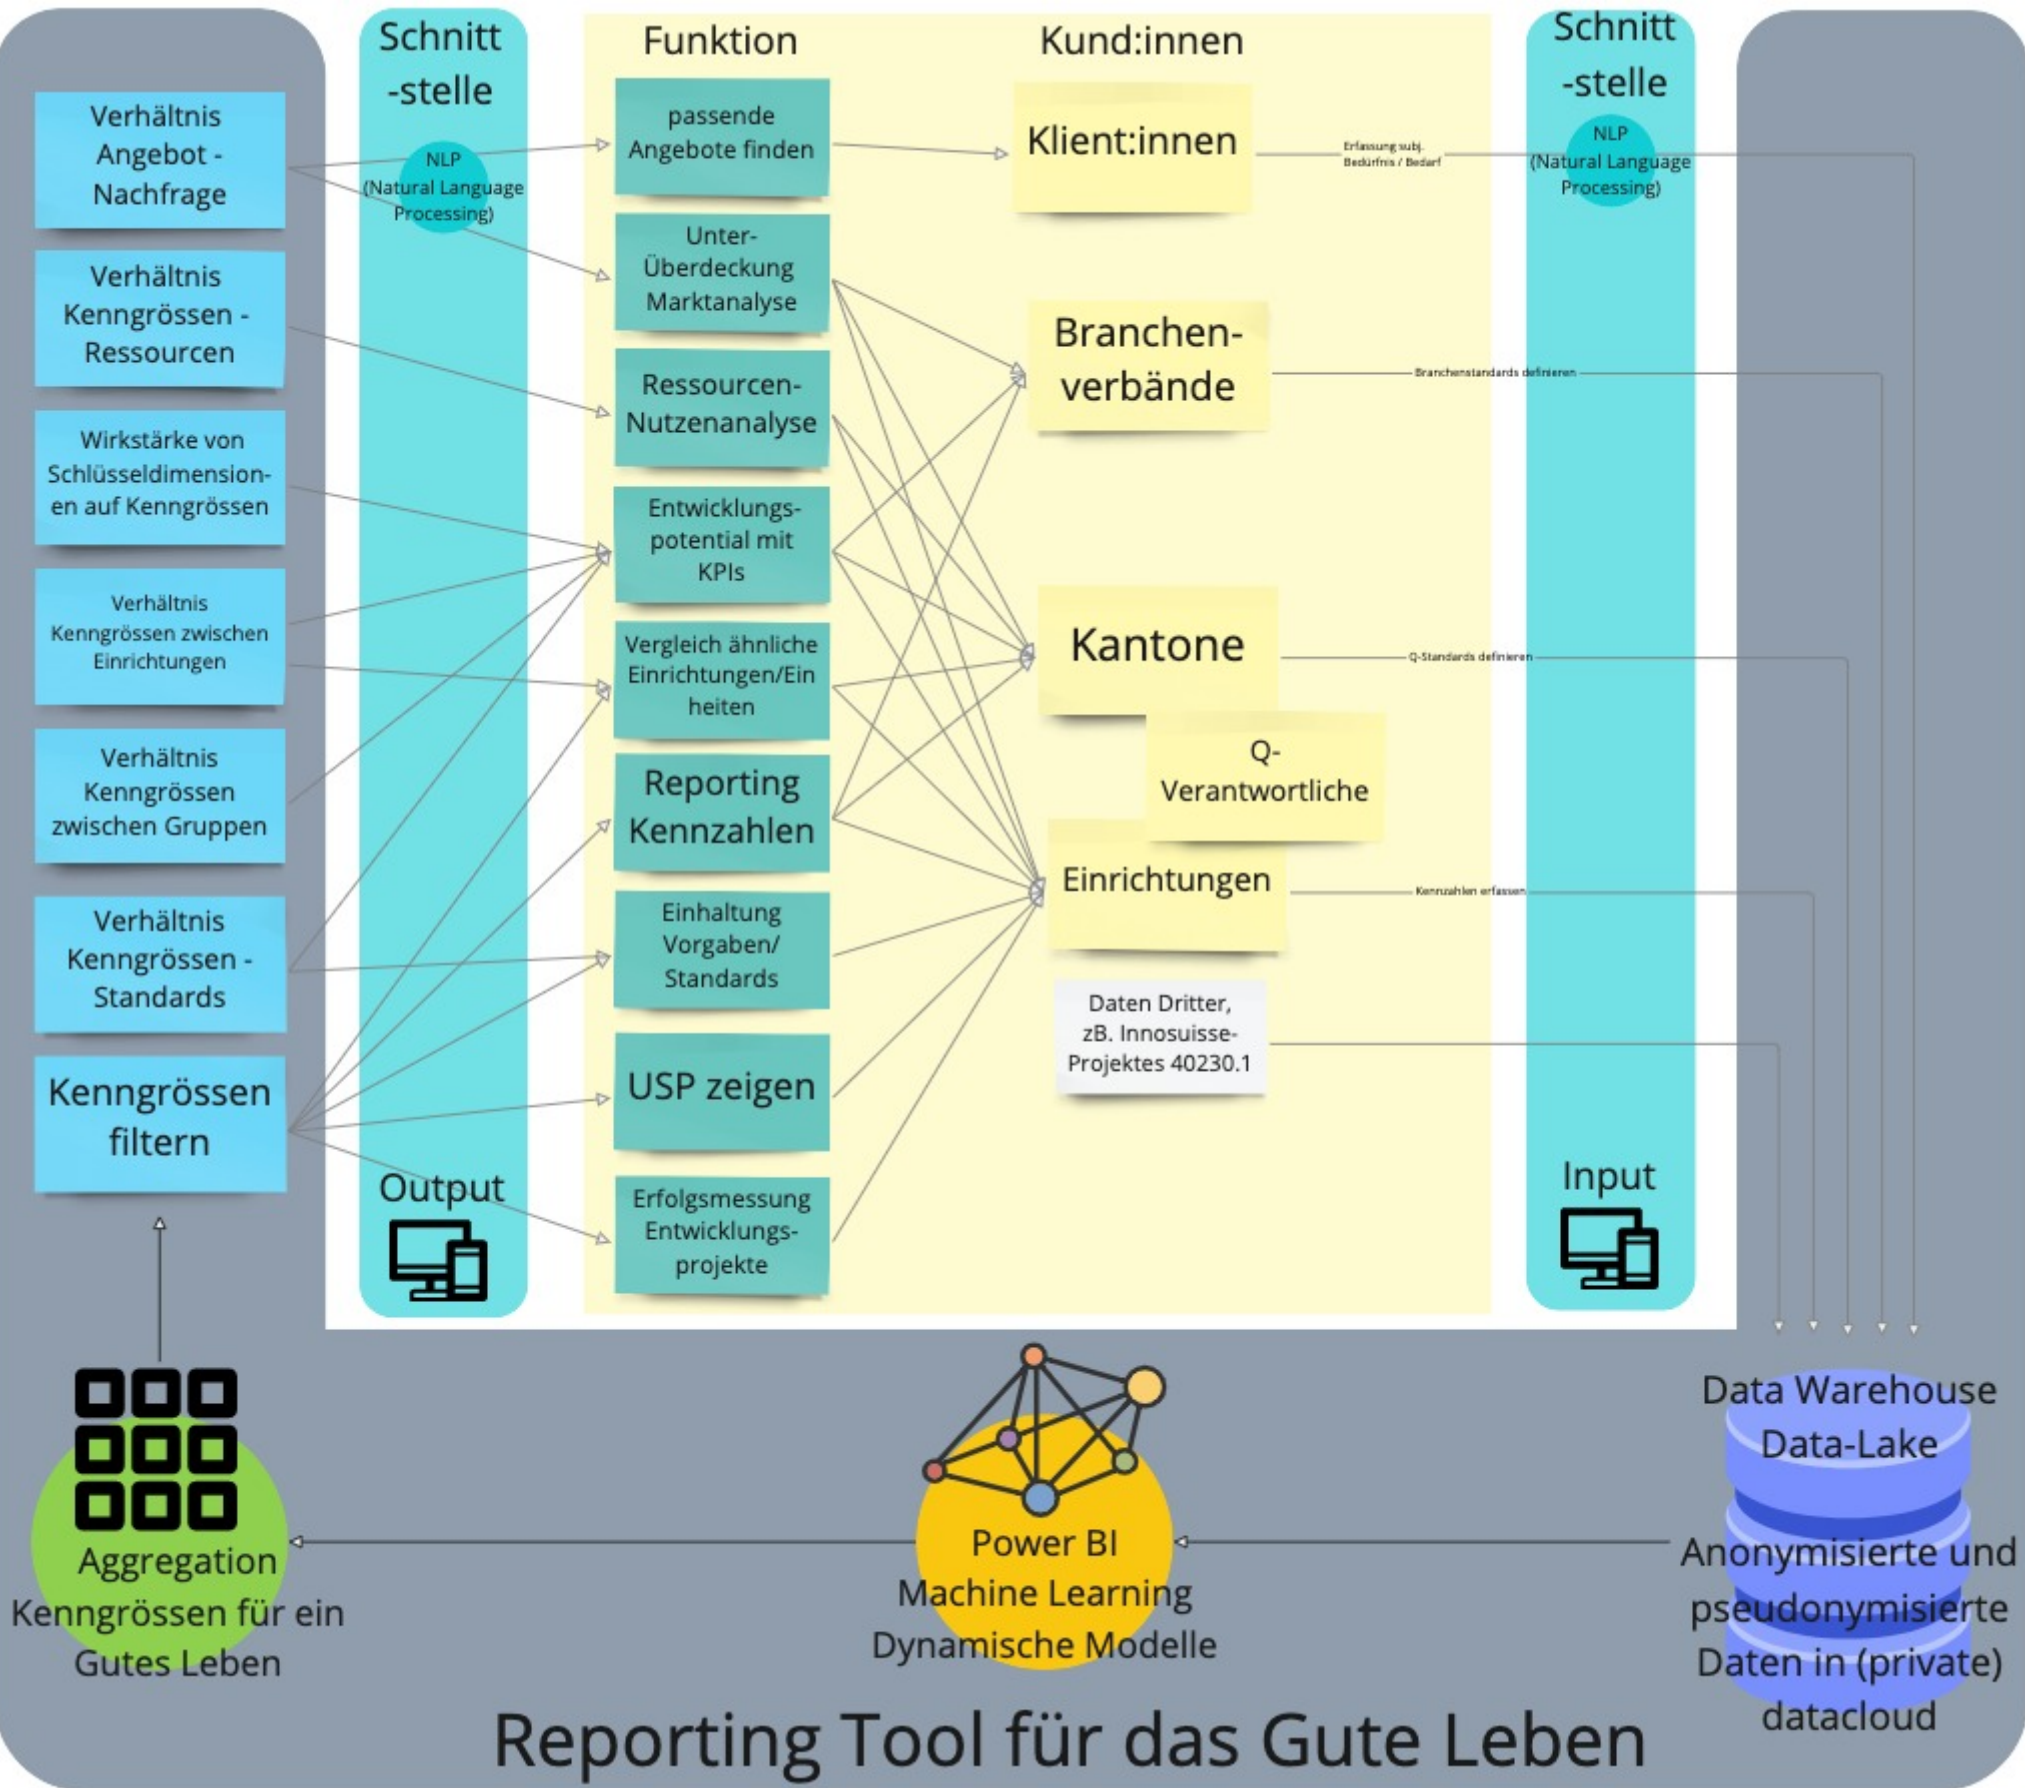 Schnitt
-stelle
Funktion
Kund:innen
Schnitt
-stelle
Verhältnis
Angebot -
Nachfrage
Verhältnis
Kenngrössen -
Ressourcen
Wirkstärke von
Schlüsseldimension-
en auf Kenngrössen
Verhältnis
Kenngrössen zwischen
Einrichtungen
Verhältnis
Kenngrössen
zwischen Gruppen
Verhältnis
Kenngrössen -
Standards
Kenngrössen
filtern
NLP
(Natural Language
Processing)
Output
passende
Angebote finden
Unter-
Überdeckung
Marktanalyse
Ressourcen-
Nutzenanalyse
Entwicklungs-
potential mit
KPIs
Vergleich ähnliche
Einrichtungen/Ein
heiten
Reporting
Kennzahlen
Einhaltung
Vorgaben/
Standards
USP zeigen
Erfolgsmessung
Entwicklungs-
projekte
Klient:innen
Branchen-
verbände
Kantone
Q-
Verantwortliche
Einrichtungen
Daten Dritter,
zB. Innosuisse-
Projektes 40230.1
Erfassung subj.
Bedürfnis / Bedarf
Branchenstandards definieren
Q-Standards definieren
Kennzahlen erfassen
NLP
(Natural Language
Processing)
Input
Aggregation
Kenngrössen für ein
Gutes Leben
Power BI
Machine Learning
Dynamische Modelle
Data Warehouse
Data-Lake
Anonymisierte und
pseudonymisierte
Daten in (private)
datacloud
Reporting Tool für das Gute Leben